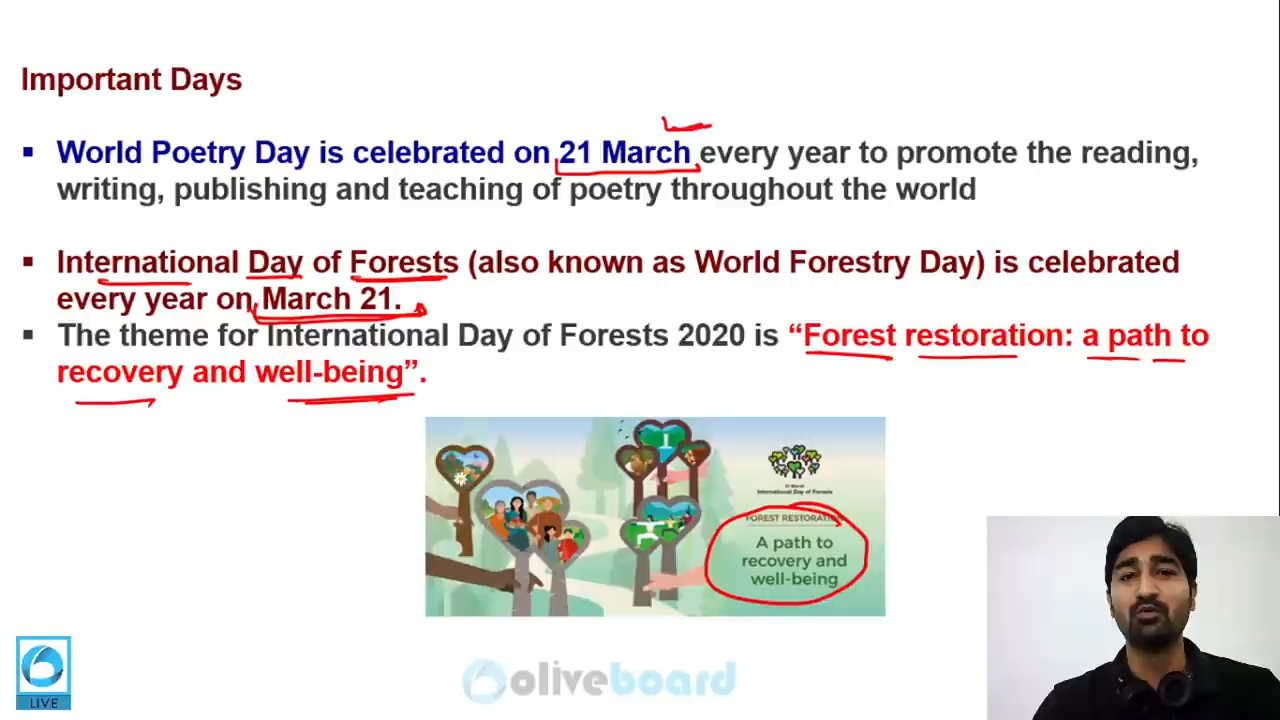 Important Days
▪ World Poetry Day is celebrated on 21 March every year to promote the reading,
writing, publishing and teaching of poetry throughout the world
▪ International Day of Forests (also known as World Forestry Day) is celebrated
every year on March 21.
▪ The theme for International Day of Forests 2020 is “Forest restoration: a path to
recovery and well-being”.
21 March
International Day of Forests
FOREST RESTORATION
A path to
recovery and
well-being
LIVE
oliveboard